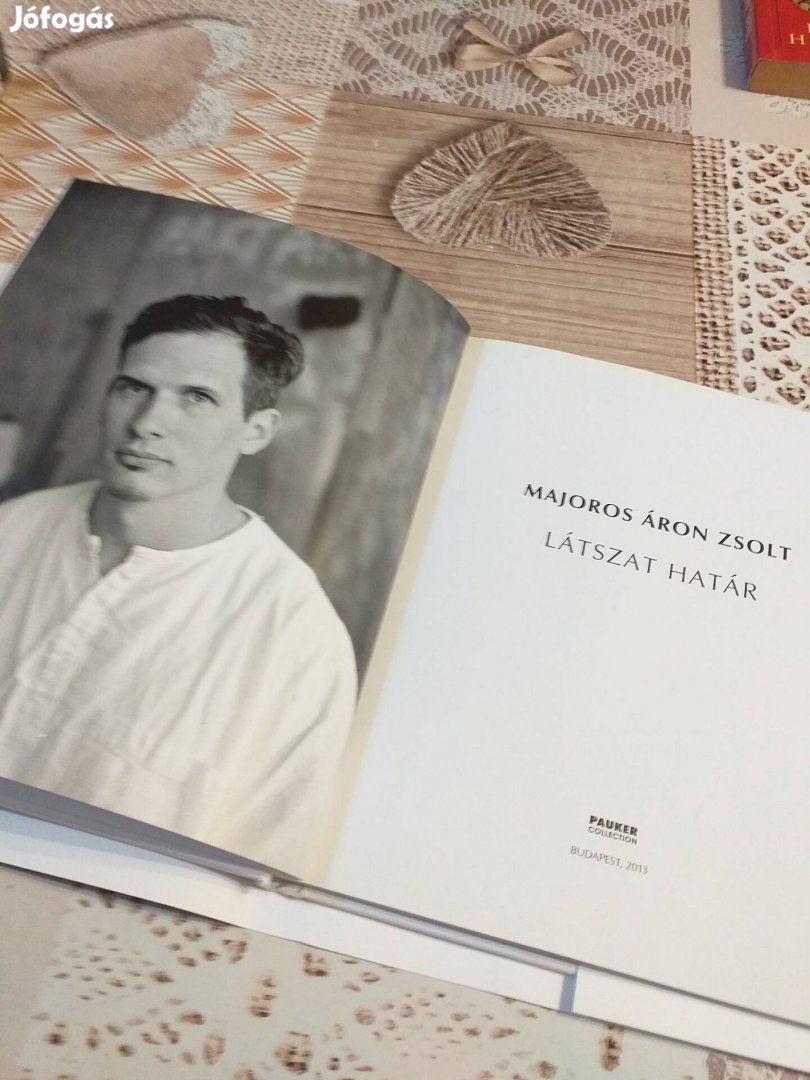 Jófogás
MAJOROS ÁRON ZSOLT
LÁTSZAT HATÁR
PAUKER
COLLECTION
BUDAPEST, 2013